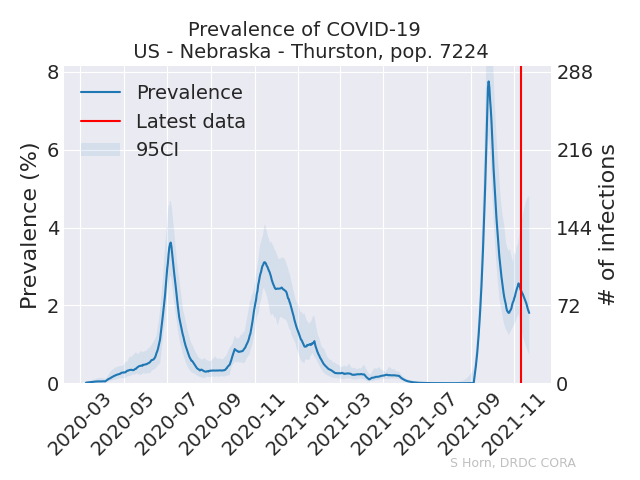 Prevalence of COVID-19
US - Nebraska - Thurston, pop. 7224
Prevalence
Latest data
95CI
Prevalence (%)
8
6
4
2
0
# of infections
288
216
144
72
0
2020-03
2020-05
2020-07
2020-09
2020-11
2021-01
2021-03
2021-05
2021-07
2021-09
2021-11
S Horn, DRDC CORA